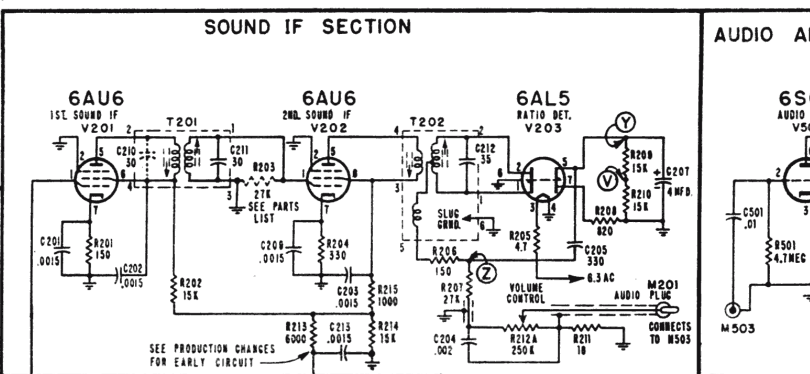 SOUND IF SECTION
AUDIO
6AU6
1ST. SOUND IF
V201
T201
6AU6
2ND. SOUND IF
V202
T202
6AL5
RATIO DET.
V203
AUDIO
C210
30
C211
30
R203
27K
SEE PARTS
LIST
C212
35
SLUG
GRND.
Y
V
R209
15K
R210
15K
C207
4 MFD.
R208
820
C201
.0015
R201
150
C202
.0015
R202
15K
C206
.0015
R204
330
C203
.0015
R215
1000
R213
6000
C213
.0015
R214
15K
SEE PRODUCTION CHANGES
FOR EARLY CIRCUIT
R206
150
Z
R207
27K
C204
.002
R205
4.7
C205
330
6.3 AC
VOLUME
CONTROL
R212A
250K
AUDIO
M201
PLUG
R211
18
CONNECTS
TO M503
C501
.01
R501
4.7MEG
M503